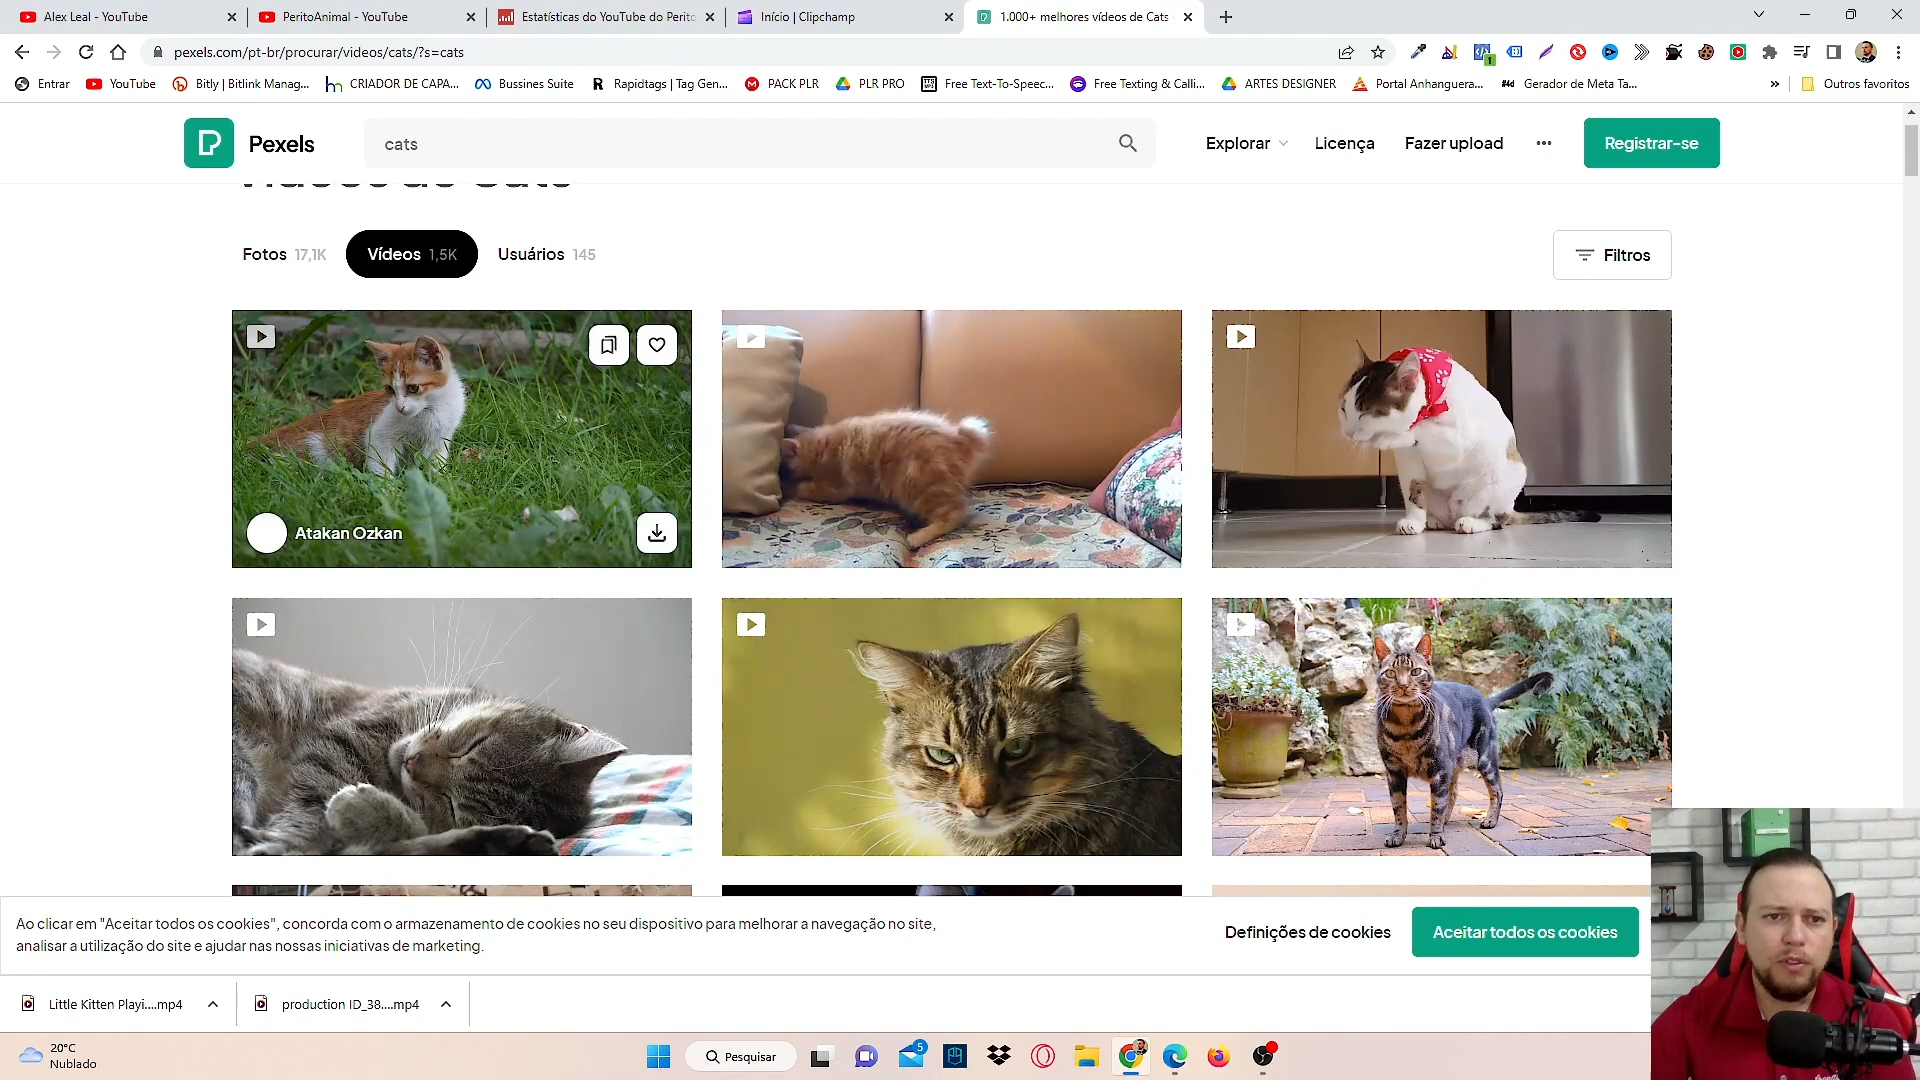 Alex Leal - YouTube
PeritoAnimal - YouTube
Estatísticas do YouTube do Perito
Início | Clipchamp
1.000+ melhores vídeos de Cats
pexels.com/pt-br/procurar/videos/cats/?s=cats
1
Entrar
YouTube
Bitly | Bitlink Manag...
CRIADOR DE CAPA...
Bussines Suite
Rapidtags | Tag Gen...
PACK PLR
PLR PRO
Free Text-To-Speec...
Free Texting & Calli...
ARTES DESIGNER
Portal Anhanguera...
Gerador de Meta Ta...
»
Outros favoritos
Pexels
cats
Explorar
Licença
Fazer upload
•••
Registrar-se
Fotos 17,1K
Vídeos 1,5K
Usuários 145
Filtros
Atakan Ozkan
Ao clicar em "Aceitar todos os cookies", concorda com o armazenamento de cookies no seu dispositivo para melhorar a navegação no site,
analisar a utilização do site e ajudar nas nossas iniciativas de marketing.
Definições de cookies
Aceitar todos os cookies
Little Kitten Playi....mp4
production ID_38....mp4
20°C
Nublado
Pesquisar
5